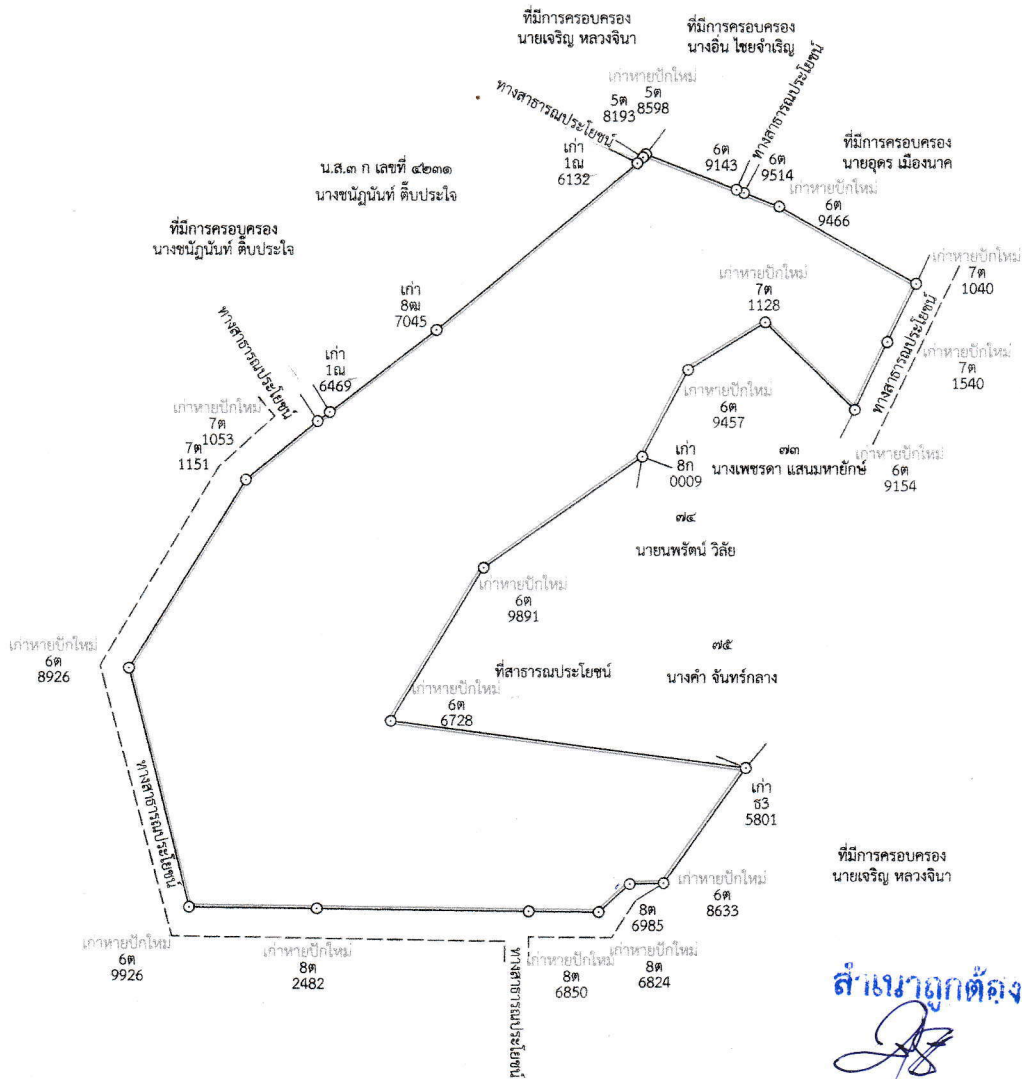 ที่มีการครอบครอง
นายเจริญ หลวงจินา
ที่มีการครอบครอง
นางอิ่น ไชยจำเริญ
ทางสาธารณประโยชน์
เก่าหายปักใหม่
5ต
8598
5ต
8193
ทางสาธารณประโยชน์
เก่า
1ณ
6132
6ต
9143
6ต
9514
ที่มีการครอบครอง
นายอุดร เมืองนาค
เก่าหายปักใหม่
6ต
9466
น.ส.๓ ก เลขที่ ๔๒๓๑
นางชนัฏนันท์ ติ๊บประใจ
ที่มีการครอบครอง
นางชนัฏนันท์ ติ๊บประใจ
เก่าหายปักใหม่
7ต
1040
เก่าหายปักใหม่
7ต
1128
เก่า
8ฒ
7045
ทางสาธารณประโยชน์
ทางสาธารณประโยชน์
เก่าหายปักใหม่
7ต
1540
เก่า
1ณ
6469
เก่าหายปักใหม่
7ต
1053
7ต
1151
เก่าหายปักใหม่
6ต
9457
เก่า
8ก
0009
๗๓
นางเพชรดา แสนมหายักษ์
เก่าหายปักใหม่
6ต
9154
๗๔
นายนพรัตน์ วิลัย
เก่าหายปักใหม่
6ต
9891
เก่าหายปักใหม่
6ต
8926
ที่สาธารณประโยชน์
๗๕
นางคำ จันทร์กลาง
เก่าหายปักใหม่
6ต
6728
ทางสาธารณประโยชน์
เก่า
ธ3
5801
ที่มีการครอบครอง
นายเจริญ หลวงจินา
เก่าหายปักใหม่
6ต
8633
8ต
6985
เก่าหายปักใหม่
6ต
9926
เก่าหายปักใหม่
8ต
2482
ทางสาธารณประโยชน์
เก่าหายปักใหม่
8ต
6850
เก่าหายปักใหม่
8ต
6824
สำเนาถูกต้อง